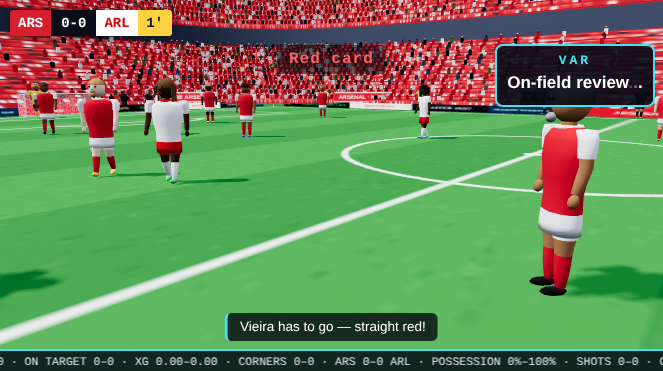 ARS 0-0 ARL 1'
Red card
VAR
On-field review...
ARSENAL
Vieira has to go — straight red!
· ON TARGET 0–0 · XG 0.00–0.00 · CORNERS 0–0 · ARS 0–0 ARL · POSSESSION 0%–100% · SHOTS 0–0 ·